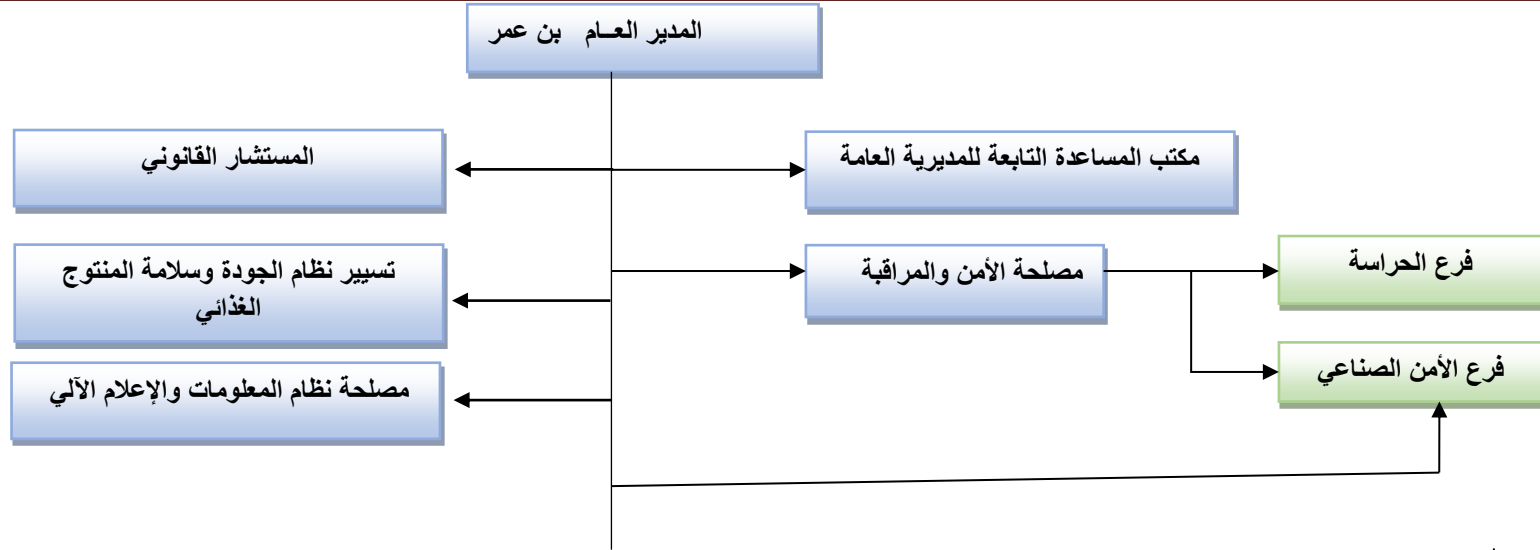 المدير العــام بن عمر
مكتب المساعدة التابعة للمديرية العامة
المستشار القانوني
فرع الحراسة
مصلحة الأمن والمراقبة
تسيير نظام الجودة وسلامة المنتوج
الغذائي
فرع الأمن الصناعي
مصلحة نظام المعلومات والإعلام الآلي